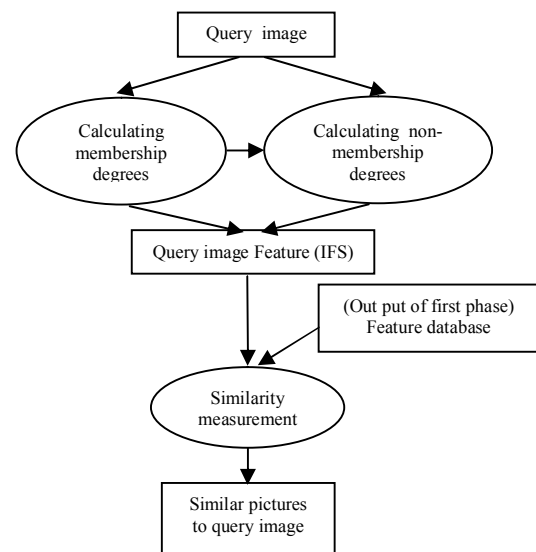 Query image
Calculating
membership
degrees
Calculating non-
membership
degrees
Query image Feature (IFS)
(Out put of first phase)
Feature database
Similarity
measurement
Similar pictures
to query image